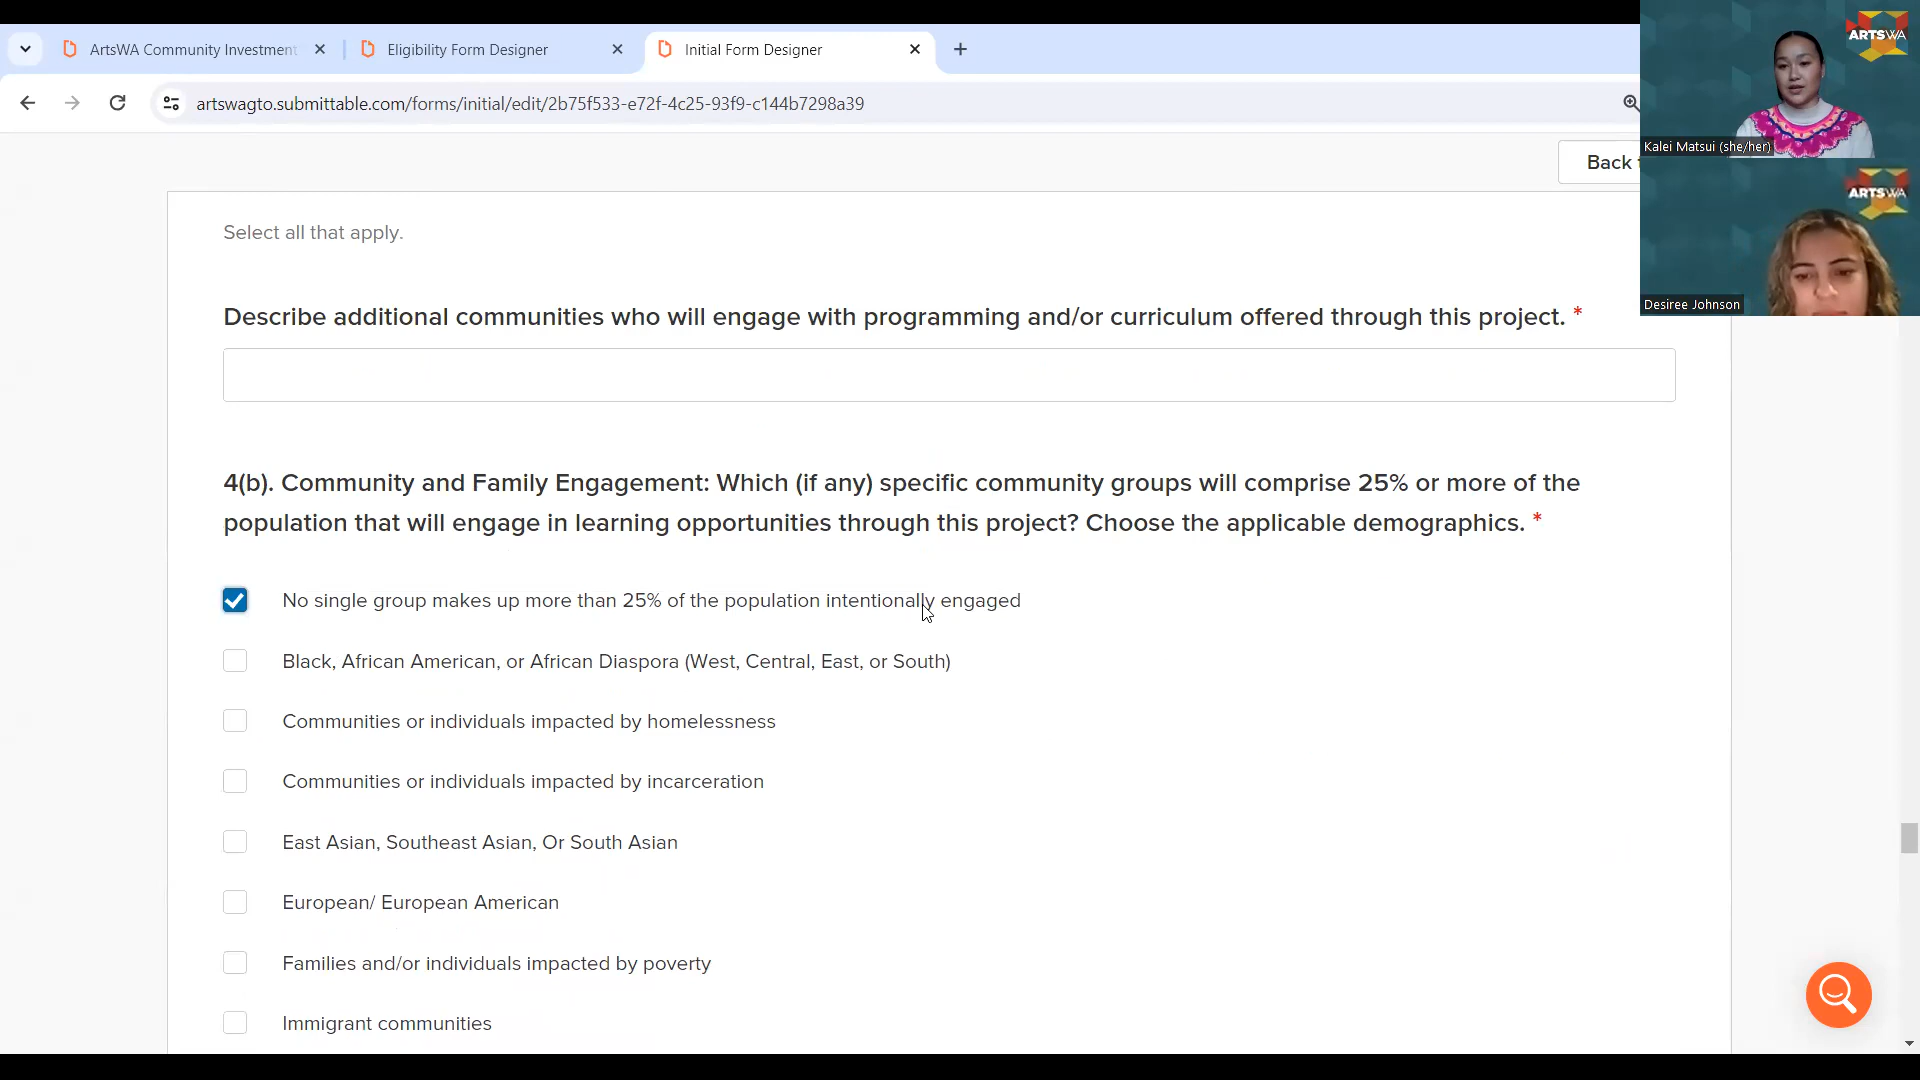 ArtsWA Community Investment
Eligibility Form Designer
Initial Form Designer
artswagto.submittable.com/forms/initial/edit/2b75f533-e72f-4c25-93f9-c144b7298a39
ARTSWA
Kalei Matsui (she/her)
ARTSWA
Desiree Johnson
Back
Select all that apply.
Describe additional communities who will engage with programming and/or curriculum offered through this project. *
4(b). Community and Family Engagement: Which (if any) specific community groups will comprise 25% or more of the
population that will engage in learning opportunities through this project? Choose the applicable demographics. *
No single group makes up more than 25% of the population intentionally engaged
Black, African American, or African Diaspora (West, Central, East, or South)
Communities or individuals impacted by homelessness
Communities or individuals impacted by incarceration
East Asian, Southeast Asian, Or South Asian
European/ European American
Families and/or individuals impacted by poverty
Immigrant communities